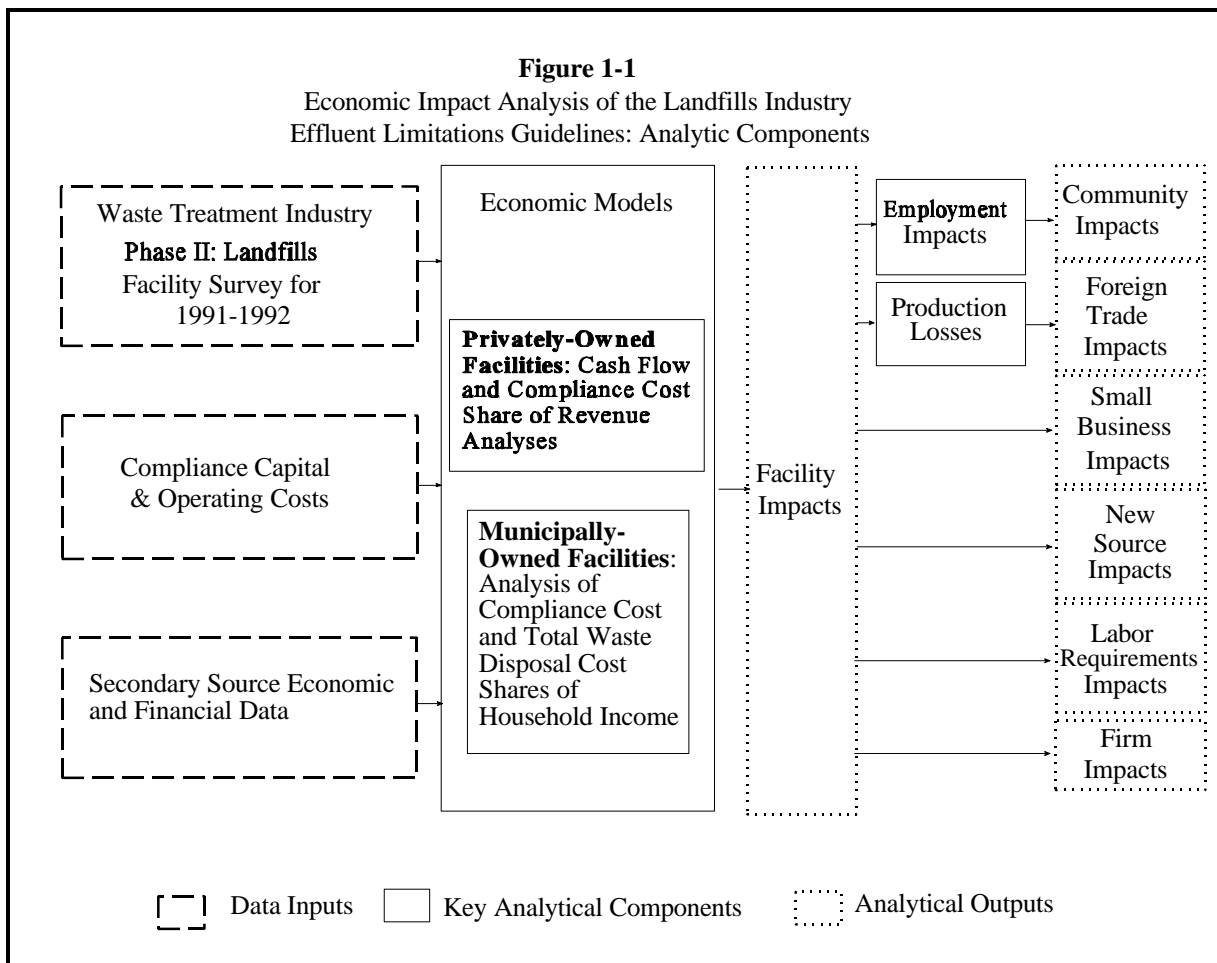 Figure 1-1
Economic Impact Analysis of the Landfills Industry
Effluent Limitations Guidelines: Analytic Components
Waste Treatment Industry
Phase II: Landfills
Facility Survey for
1991-1992
Compliance Capital
& Operating Costs
Secondary Source Economic
and Financial Data
Economic Models
Privately-Owned
Facilities: Cash Flow
and Compliance Cost
Share of Revenue
Analyses
Municipally-
Owned Facilities:
Analysis of
Compliance Cost
and Total Waste
Disposal Cost
Shares of
Household Income
Facility
Impacts
Employment
Impacts
Production
Losses
Community
Impacts
Foreign
Trade
Impacts
Small
Business
Impacts
New
Source
Impacts
Labor
Requirements
Impacts
Firm
Impacts
Data Inputs
Key Analytical Components
Analytical Outputs